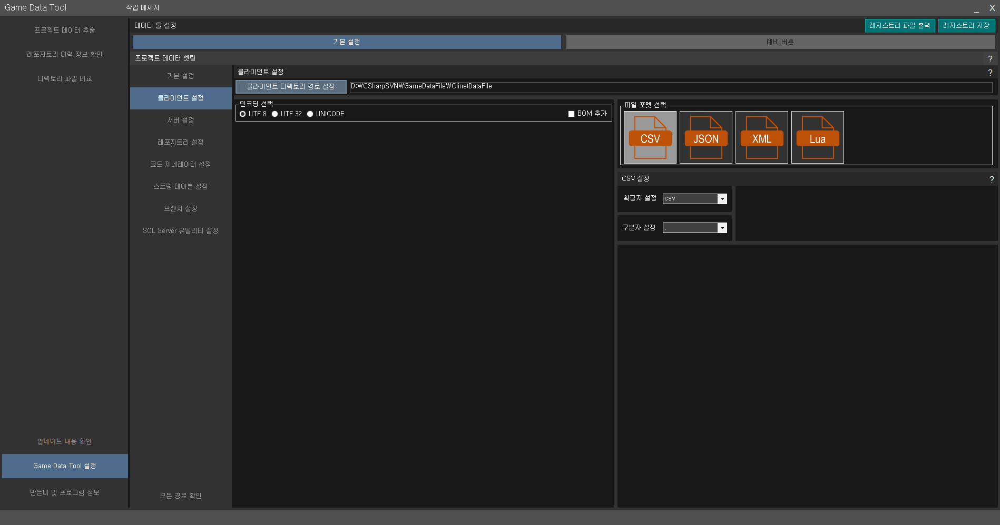 Game Data Tool
작업 메세지
_ X
프로젝트 데이터 추출
레포지토리 이력 정보 확인
디렉토리 파일 비교
업데이트 내용 확인
Game Data Tool 설정
만든이 및 프로그램 정보
데이터 툴 설정
레지스트리 파일 출력
레지스트리 저장
기본 설정
예비 버튼
프로젝트 데이터 셋팅
?
기본 설정
클라이언트 설정
서버 설정
레포지토리 설정
코드 제네레이터 설정
스트링 테이블 설정
브렌치 설정
SQL Server 유틸리티 설정
모든 경로 확인
클라이언트 설정
?
클라이언트 디렉토리 경로 설정
D:₩CSharpSVN₩GameDataFile₩ClinetDataFile
인코딩 선택
UTF 8
UTF 32
UNICODE
BOM 추가
파일 포멧 선택
CSV
JSON
XML
Lua
CSV 설정
?
확장자 설정
csv
구분자 설정
,